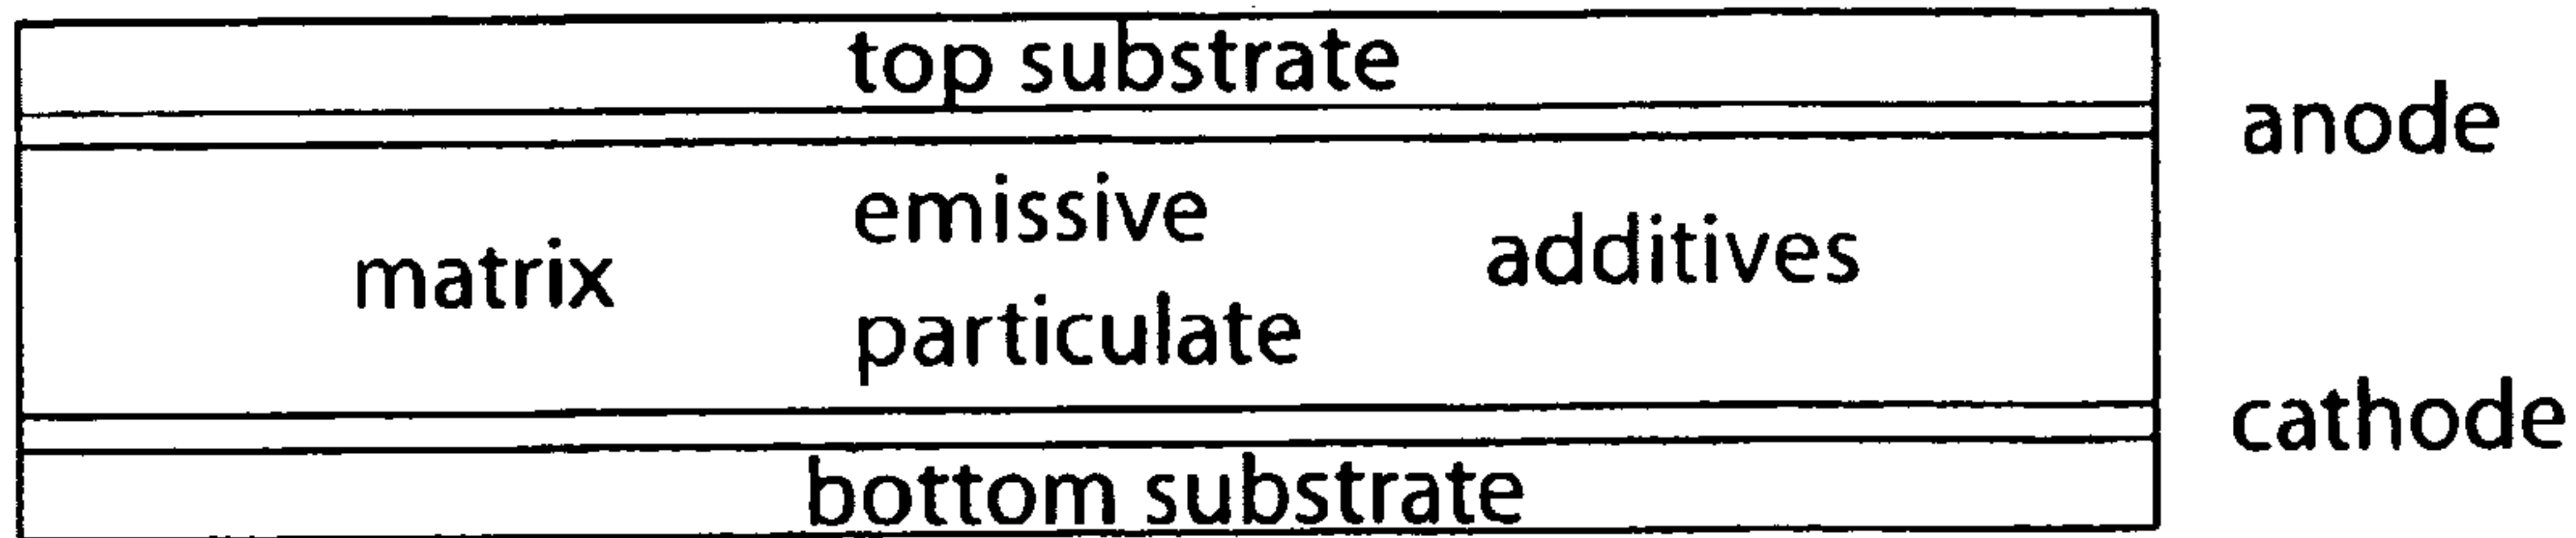 top substrate
anode
emissive
matrix
additives
particulate
cathode
bottom substrate